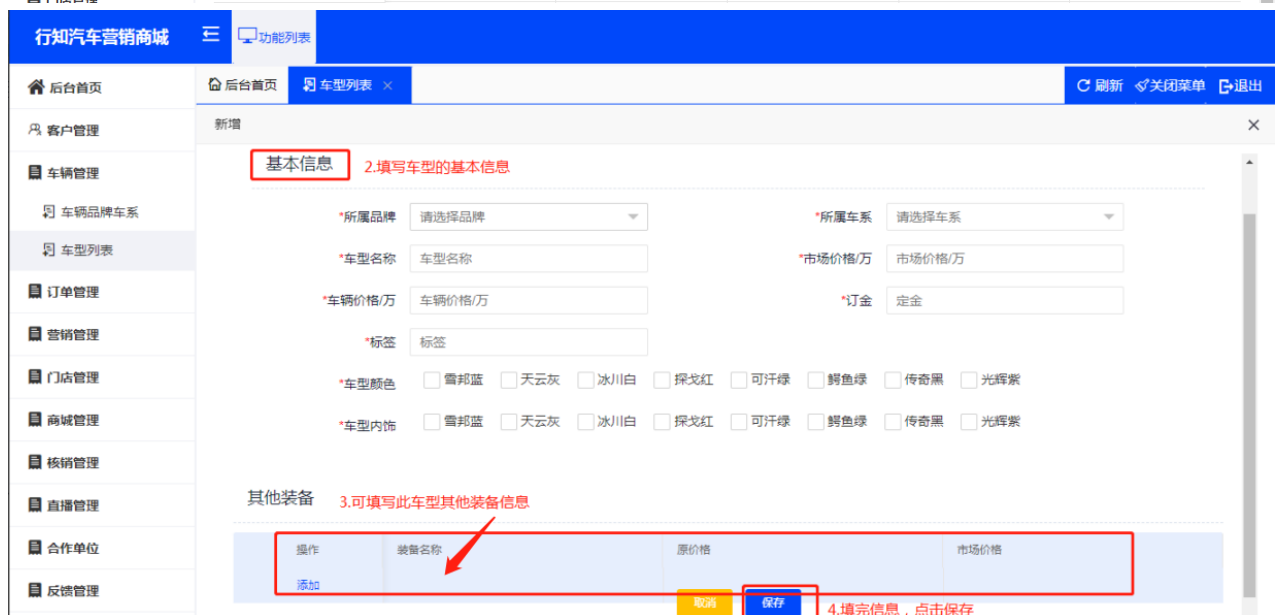 行知汽车营销商城 功能列表
后台首页 后台首页 车型列表 × 刷新 关闭菜单 退出
客户管理 新增
车辆管理 基本信息 2.填写车型的基本信息
车辆品牌车系 *所属品牌 请选择品牌 *所属车系 请选择车系
车型列表 *车型名称 车型名称 *市场价格/万 市场价格/万
订单管理 *车辆价格/万 车辆价格/万 *订金 定金
营销管理 *标签 标签
门店管理 *车型颜色 雪邦蓝 天云灰 冰川白 探戈红 可汗绿 鳄鱼绿 传奇黑 光辉紫
商城管理 *车型内饰 雪邦蓝 天云灰 冰川白 探戈红 可汗绿 鳄鱼绿 传奇黑 光辉紫
核销管理
直播管理 其他装备 3.可填写此车型其他装备信息
合作单位 操作 装备名称 原价格 市场价格
反馈管理 添加
取消 保存 4.填完信息，点击保存